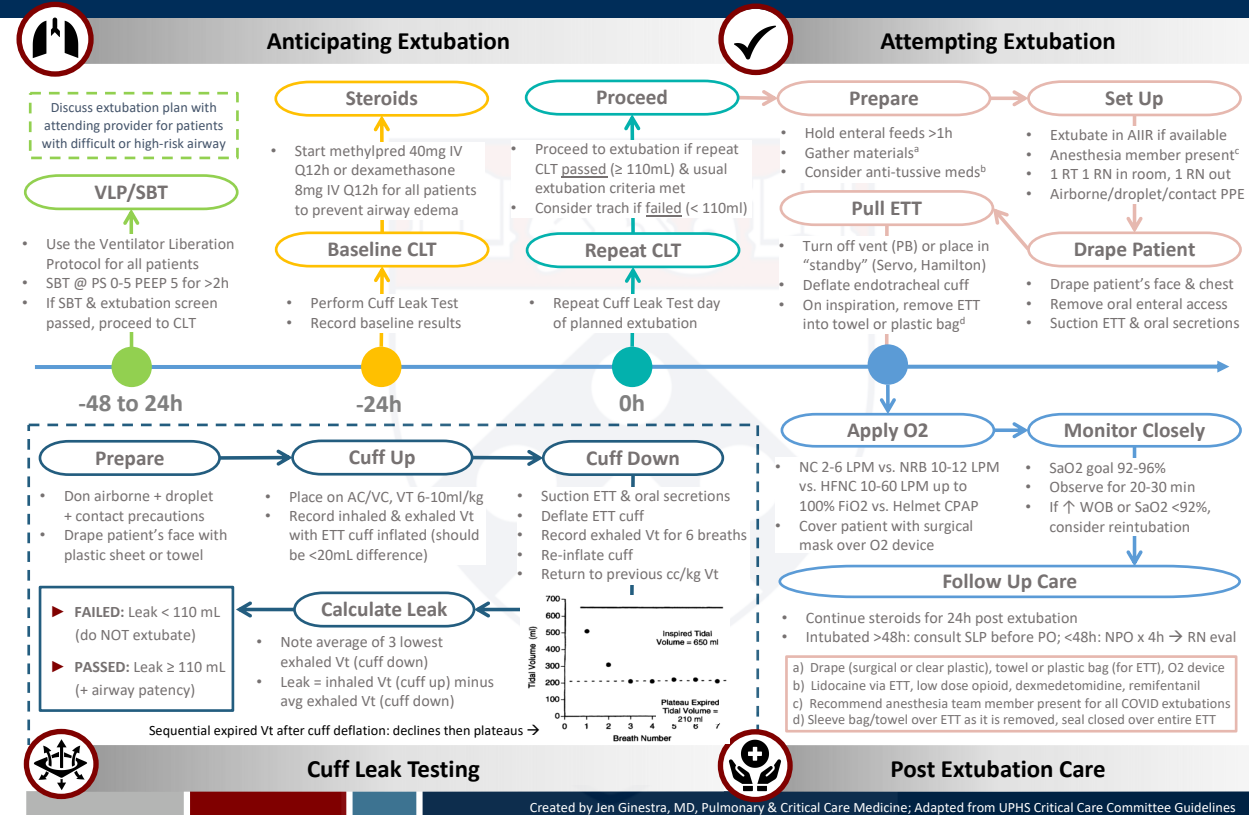 Anticipating Extubation
Attempting Extubation
Discuss extubation plan with
attending provider for patients
with difficult or high-risk airway
VLP/SBT
• Use the Ventilator Liberation
Protocol for all patients
• SBT @ PS 0-5 PEEP 5 for >2h
• If SBT & extubation screen
passed, proceed to CLT
Steroids
• Start methylpred 40mg IV
Q12h or dexamethasone
8mg IV Q12h for all patients
to prevent airway edema
Baseline CLT
• Perform Cuff Leak Test
• Record baseline results
Proceed
• Proceed to extubation if repeat
CLT passed (≥ 110mL) & usual
extubation criteria met
• Consider trach if failed (< 110ml)
Repeat CLT
• Repeat Cuff Leak Test day
of planned extubation
Prepare
• Hold enteral feeds >1h
• Gather materialsᵃ
• Consider anti-tussive medsᵇ
Set Up
• Extubate in AIIR if available
• Anesthesia member presentᶜ
• 1 RT 1 RN in room, 1 RN out
• Airborne/droplet/contact PPE
Drape Patient
• Drape patient's face & chest
• Remove oral enteral access
• Suction ETT & oral secretions
Pull ETT
• Turn off vent (PB) or place in
"standby" (Servo, Hamilton)
• Deflate endotracheal cuff
• On inspiration, remove ETT
into towel or plastic bagᵈ
-48 to 24h
-24h
0h
Prepare
• Don airborne + droplet
+ contact precautions
• Drape patient's face with
plastic sheet or towel
Cuff Up
• Place on AC/VC, VT 6-10ml/kg
• Record inhaled & exhaled Vt
with ETT cuff inflated (should
be <20mL difference)
Cuff Down
• Suction ETT & oral secretions
• Deflate ETT cuff
• Record exhaled Vt for 6 breaths
• Re-inflate cuff
• Return to previous cc/kg Vt
Calculate Leak
• Note average of 3 lowest
exhaled Vt (cuff down)
• Leak = inhaled Vt (cuff up) minus
avg exhaled Vt (cuff down)
► FAILED: Leak < 110 mL
(do NOT extubate)
► PASSED: Leak ≥ 110 mL
(+ airway patency)
Tidal Volume (ml)
700
600
500
400
300
200
100
0
Inspired Tidal
Volume = 650 ml
Plateau Expired
Tidal Volume =
210 ml
0 1 2 3 4 5 6 7
Breath Number
Sequential expired Vt after cuff deflation: declines then plateaus →
Apply O2
• NC 2-6 LPM vs. NRB 10-12 LPM
vs. HFNC 10-60 LPM up to
100% FiO2 vs. Helmet CPAP
• Cover patient with surgical
mask over O2 device
Monitor Closely
• SaO2 goal 92-96%
• Observe for 20-30 min
• If ↑ WOB or SaO2 <92%,
consider reintubation
Follow Up Care
• Continue steroids for 24h post extubation
• Intubated >48h: consult SLP before PO; <48h: NPO x 4h → RN eval
a) Drape (surgical or clear plastic), towel or plastic bag (for ETT), O2 device
b) Lidocaine via ETT, low dose opioid, dexmedetomidine, remifentanil
c) Recommend anesthesia team member present for all COVID extubations
d) Sleeve bag/towel over ETT as it is removed, seal closed over entire ETT
Cuff Leak Testing
Post Extubation Care
Created by Jen Ginestra, MD, Pulmonary & Critical Care Medicine; Adapted from UPHS Critical Care Committee Guidelines